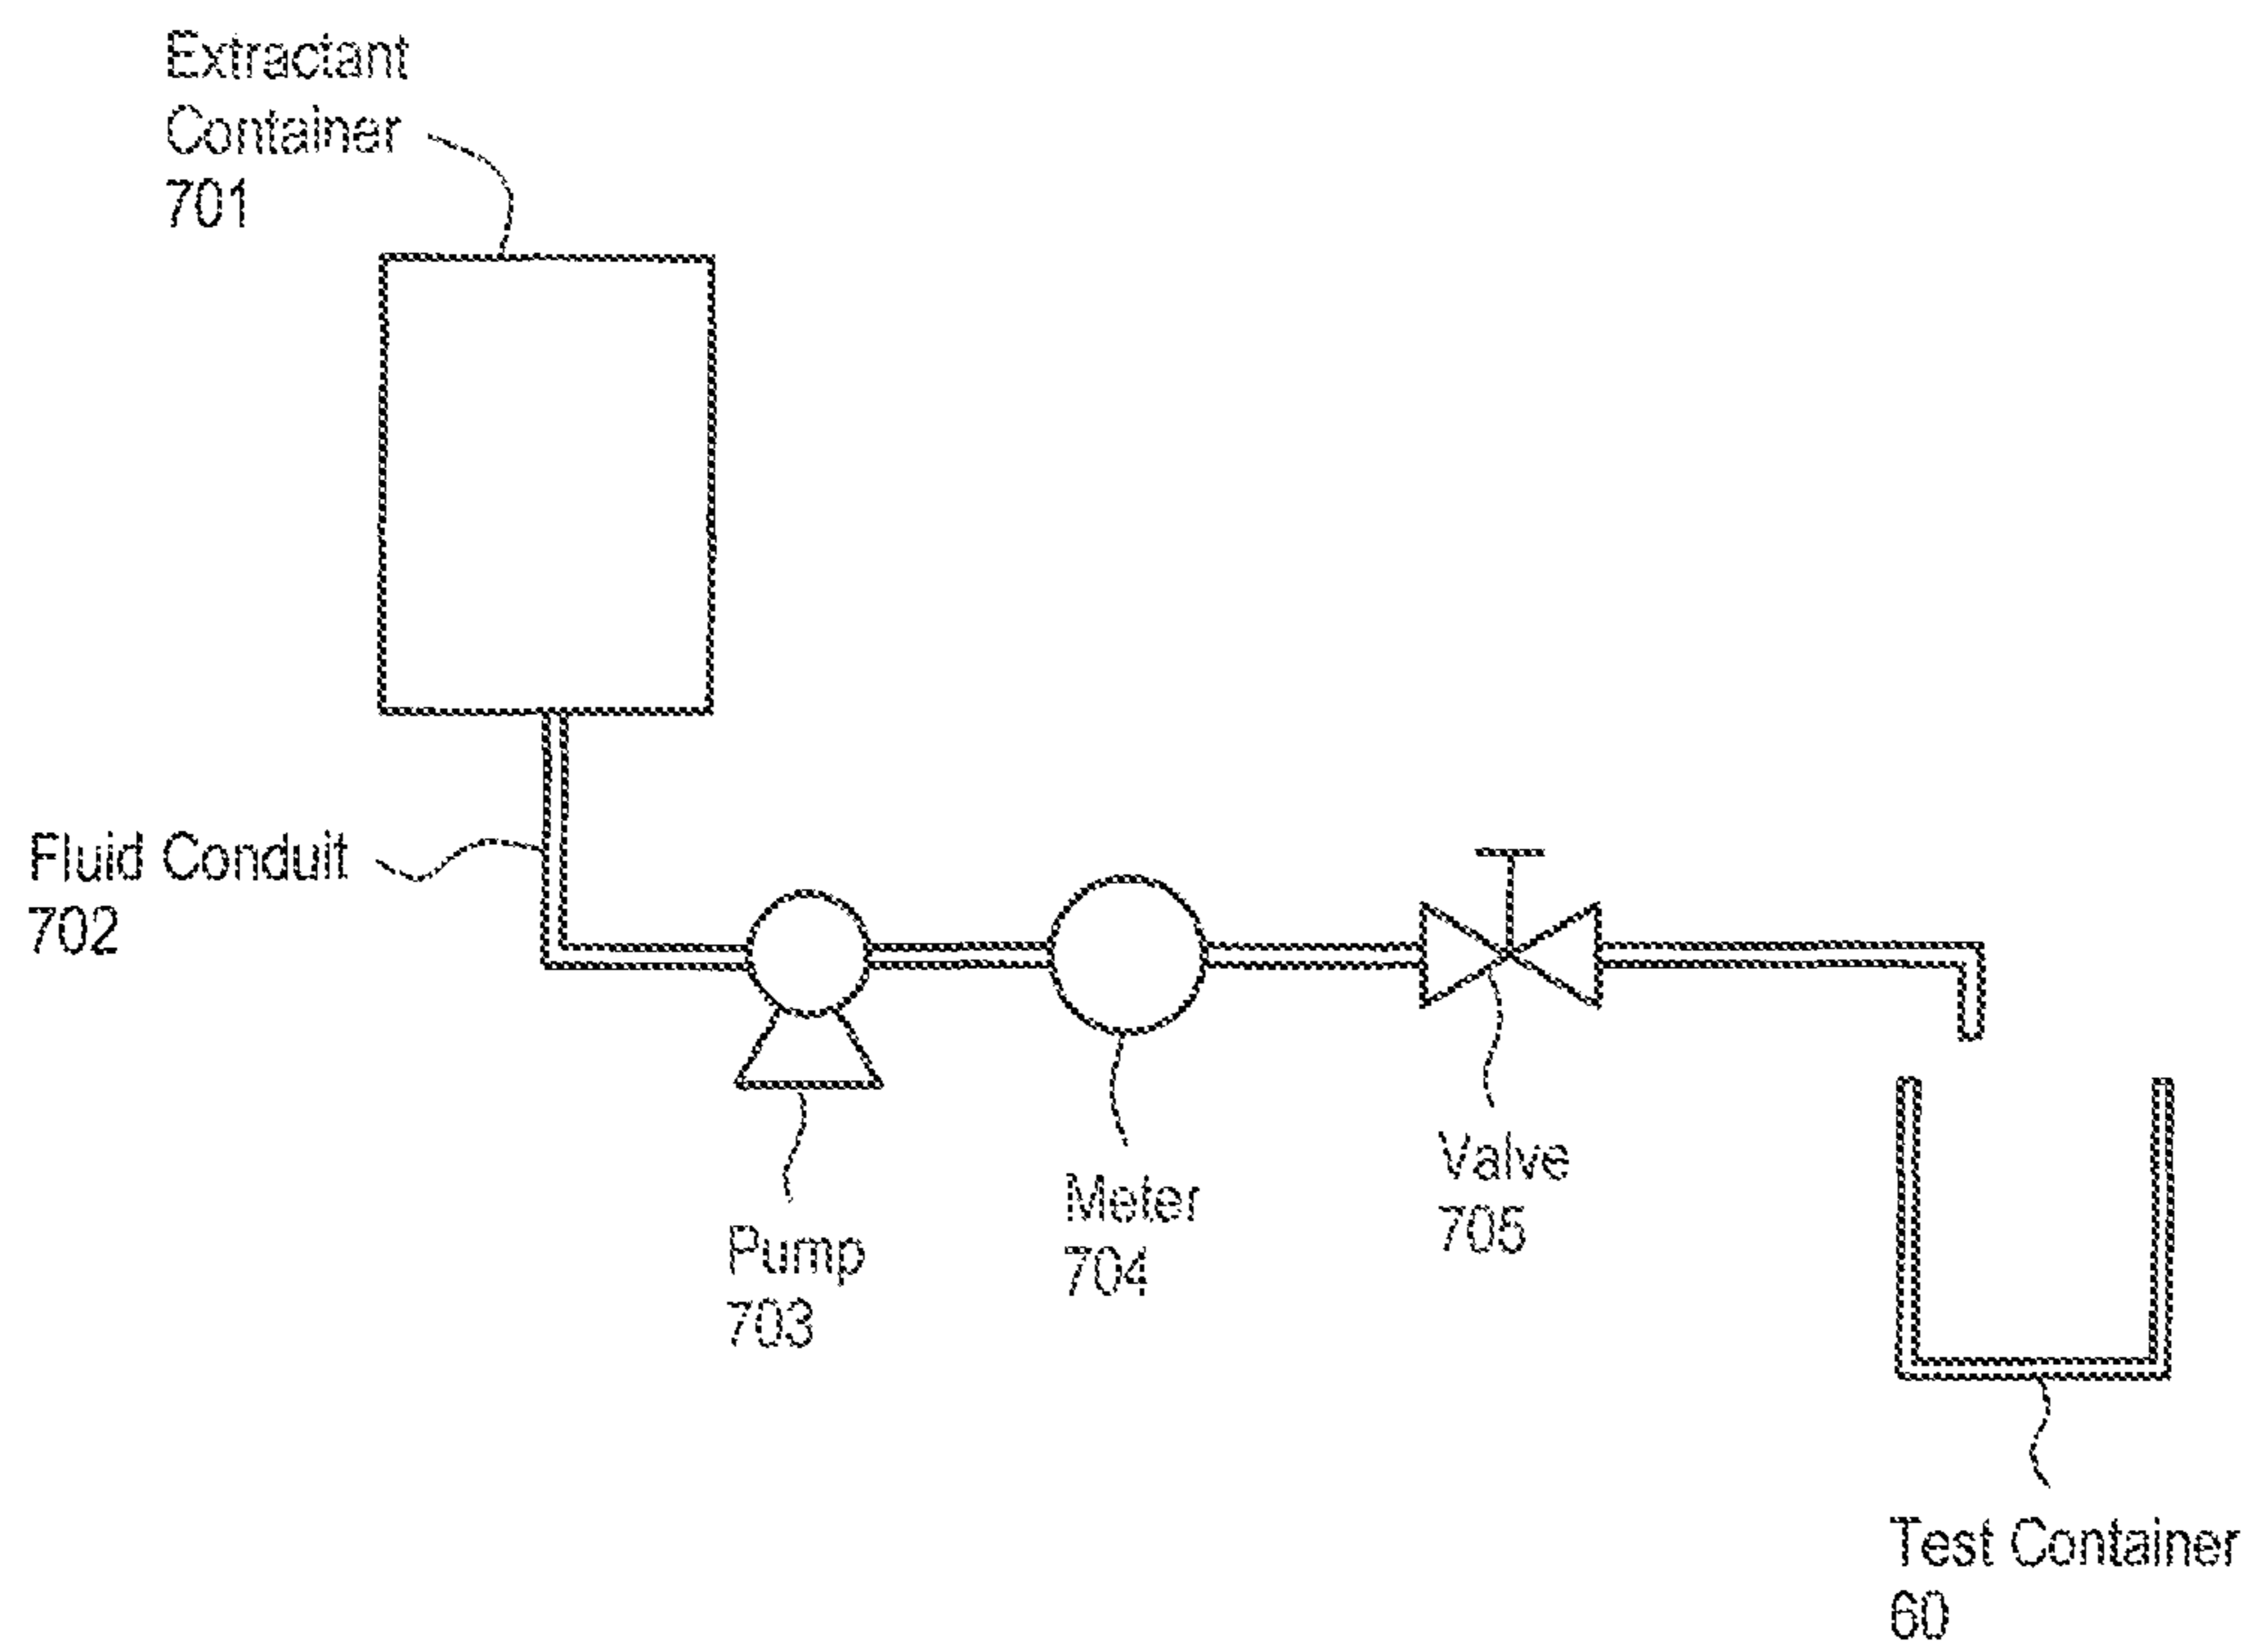 Extractant
Container
701
Fluid Conduit
702
Pump
703
Meter
704
Valve
705
Test Container
60